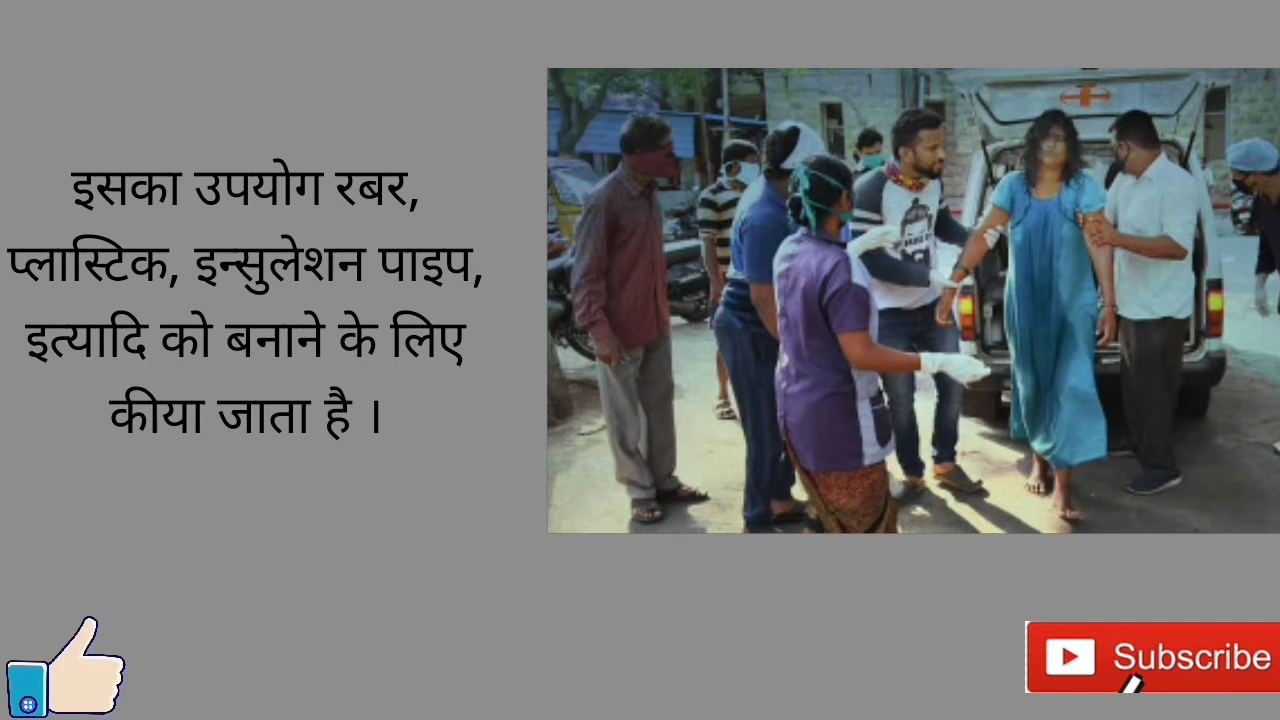 इसका उपयोग रबर,
प्लास्टिक, इन्सुलेशन पाइप,
इत्यादि को बनाने के लिए
कीया जाता है ।
Subscribe